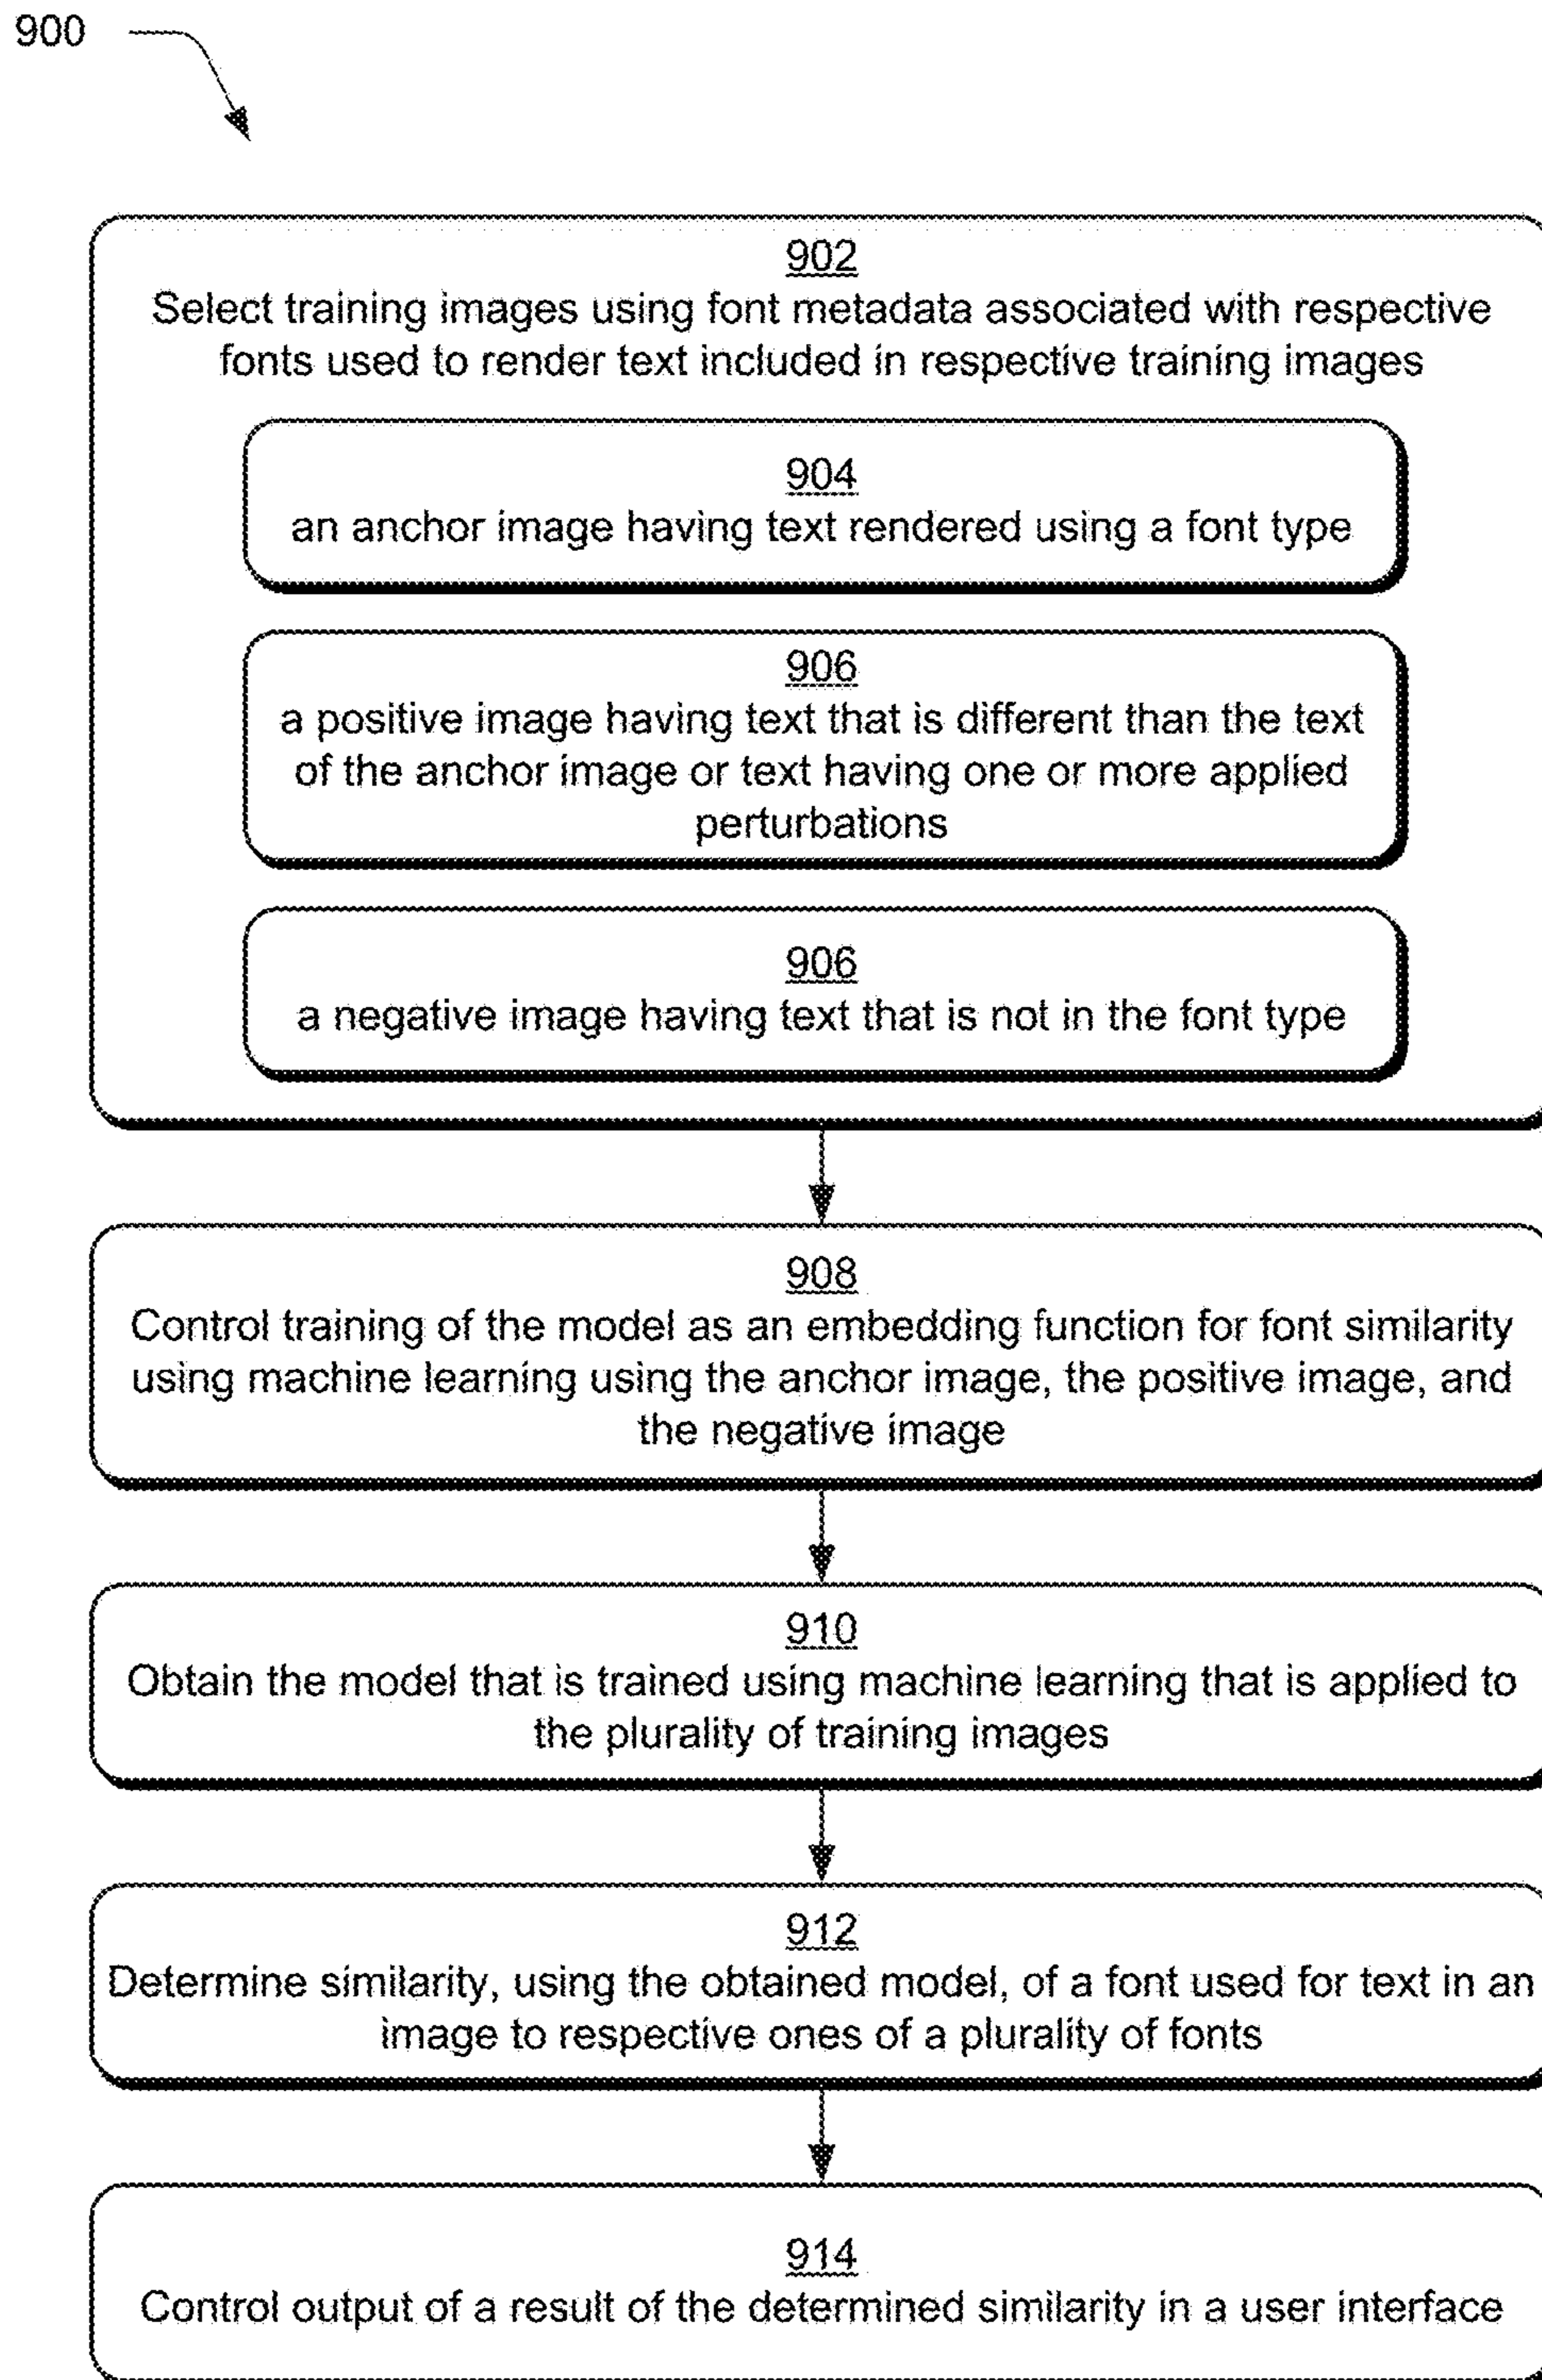 900
902
Select training images using font metadata associated with respective
fonts used to render text included in respective training images
904
an anchor image having text rendered using a font type
906
a positive image having text that is different than the text
of the anchor image or text having one or more applied
perturbations
906
a negative image having text that is not in the font type
908
Control training of the model as an embedding function for font similarity
using machine learning using the anchor image, the positive image, and
the negative image
910
Obtain the model that is trained using machine learning that is applied to
the plurality of training images
912
Determine similarity, using the obtained model, of a font used for text in an
image to respective ones of a plurality of fonts
914
Control output of a result of the determined similarity in a user interface